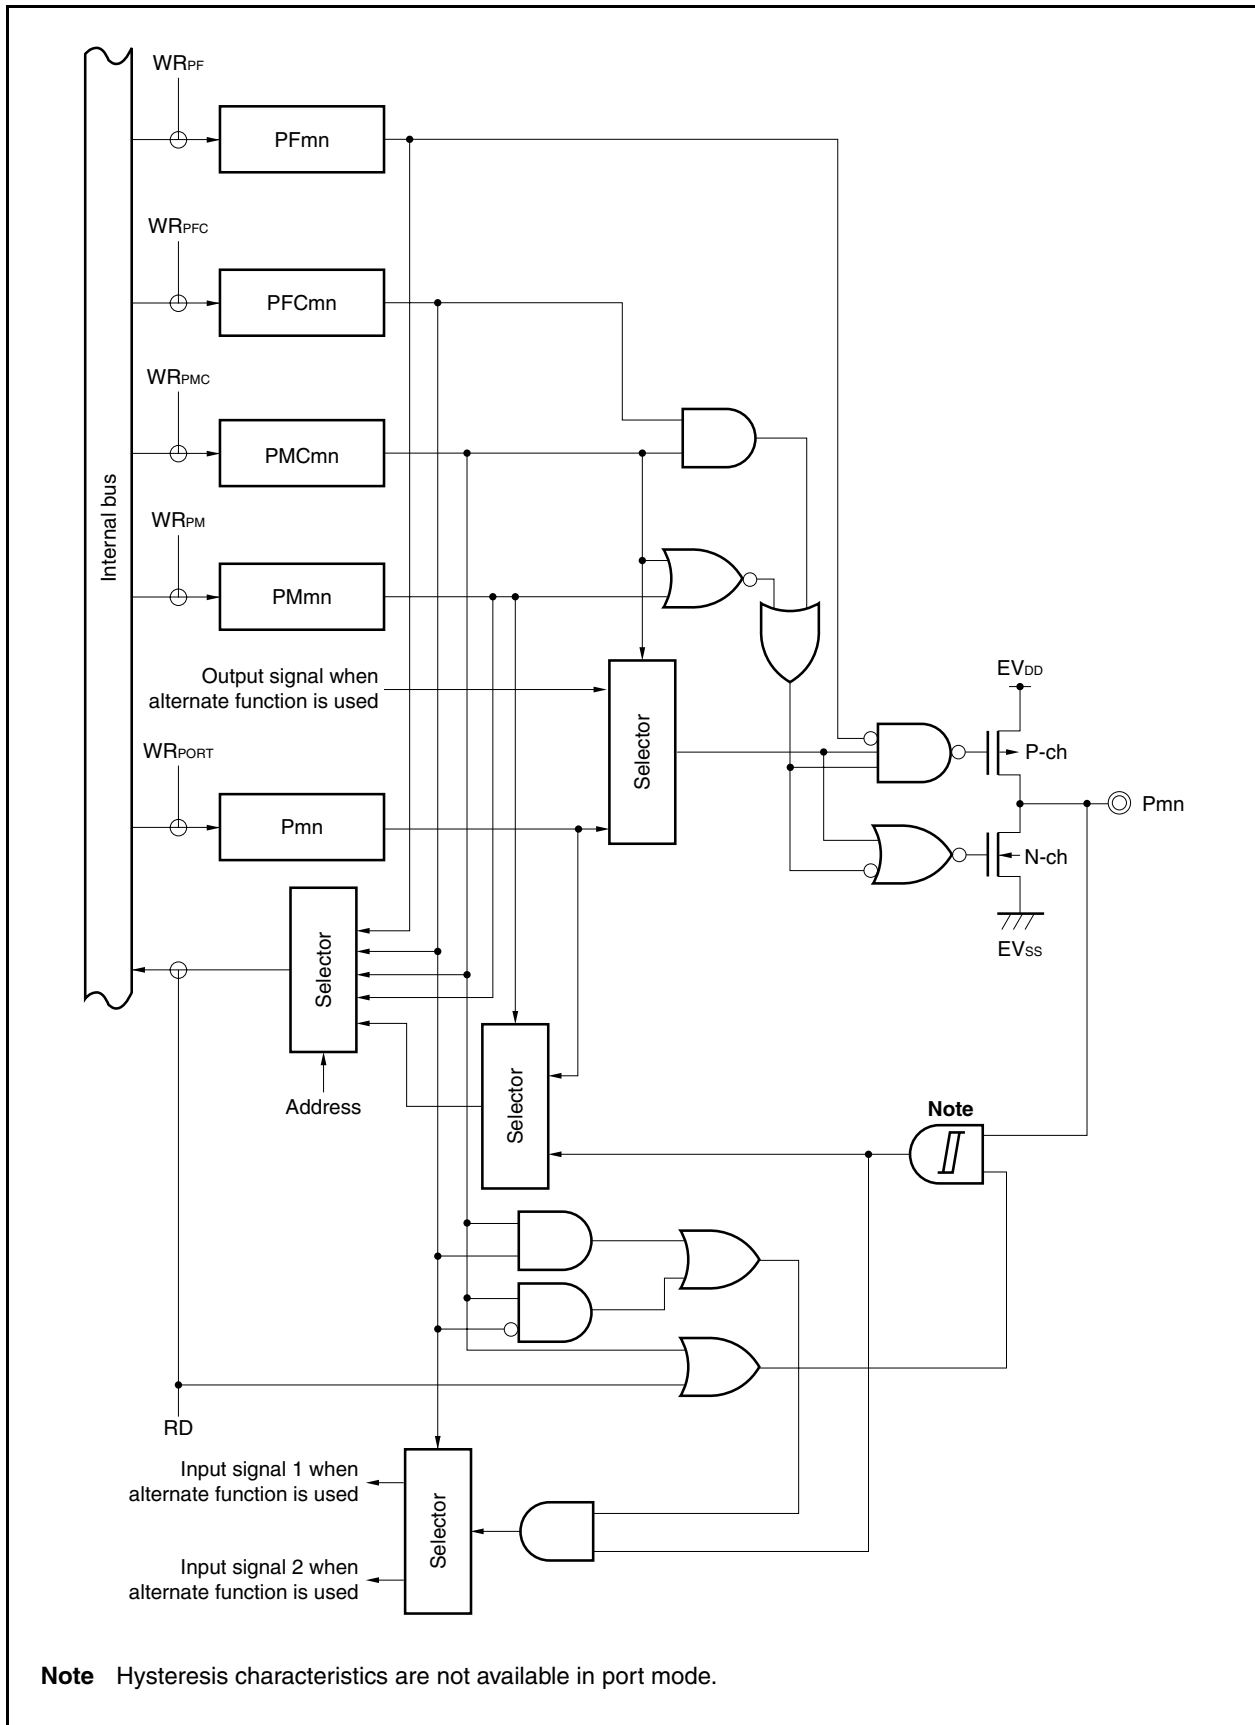 WRPF
PFmn
WRPFC
PFCmn
WRPMC
PMCmn
Internal bus
WRPM
PMmn
Output signal when
alternate function is used
EVDD
WRPORT
Selector
P-ch
Pmn
Pmn
N-ch
EVSS
Selector
Address
Selector
Note
RD
Input signal 1 when
alternate function is used
Selector
Input signal 2 when
alternate function is used
Note Hysteresis characteristics are not available in port mode.